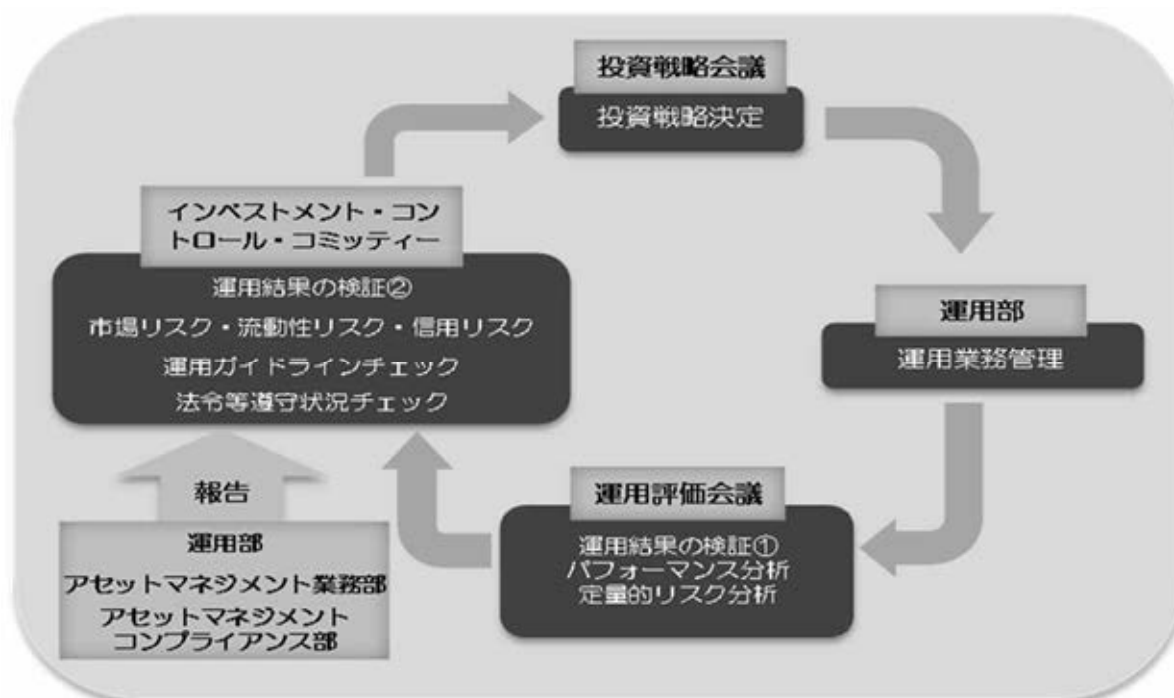 投資戦略会議
投資戦略決定
運用部
運用業務管理
運用評価会議
運用結果の検証①
パフォーマンス分析
定量的リスク分析
インベストメント・コン
トロール・コミッティー
運用結果の検証②
市場リスク・流動性リスク・信用リスク
運用ガイドラインチェック
法令等遵守状況チェック
報告
運用部
アセットマネジメント業務部
アセットマネジメント
コンプライアンス部